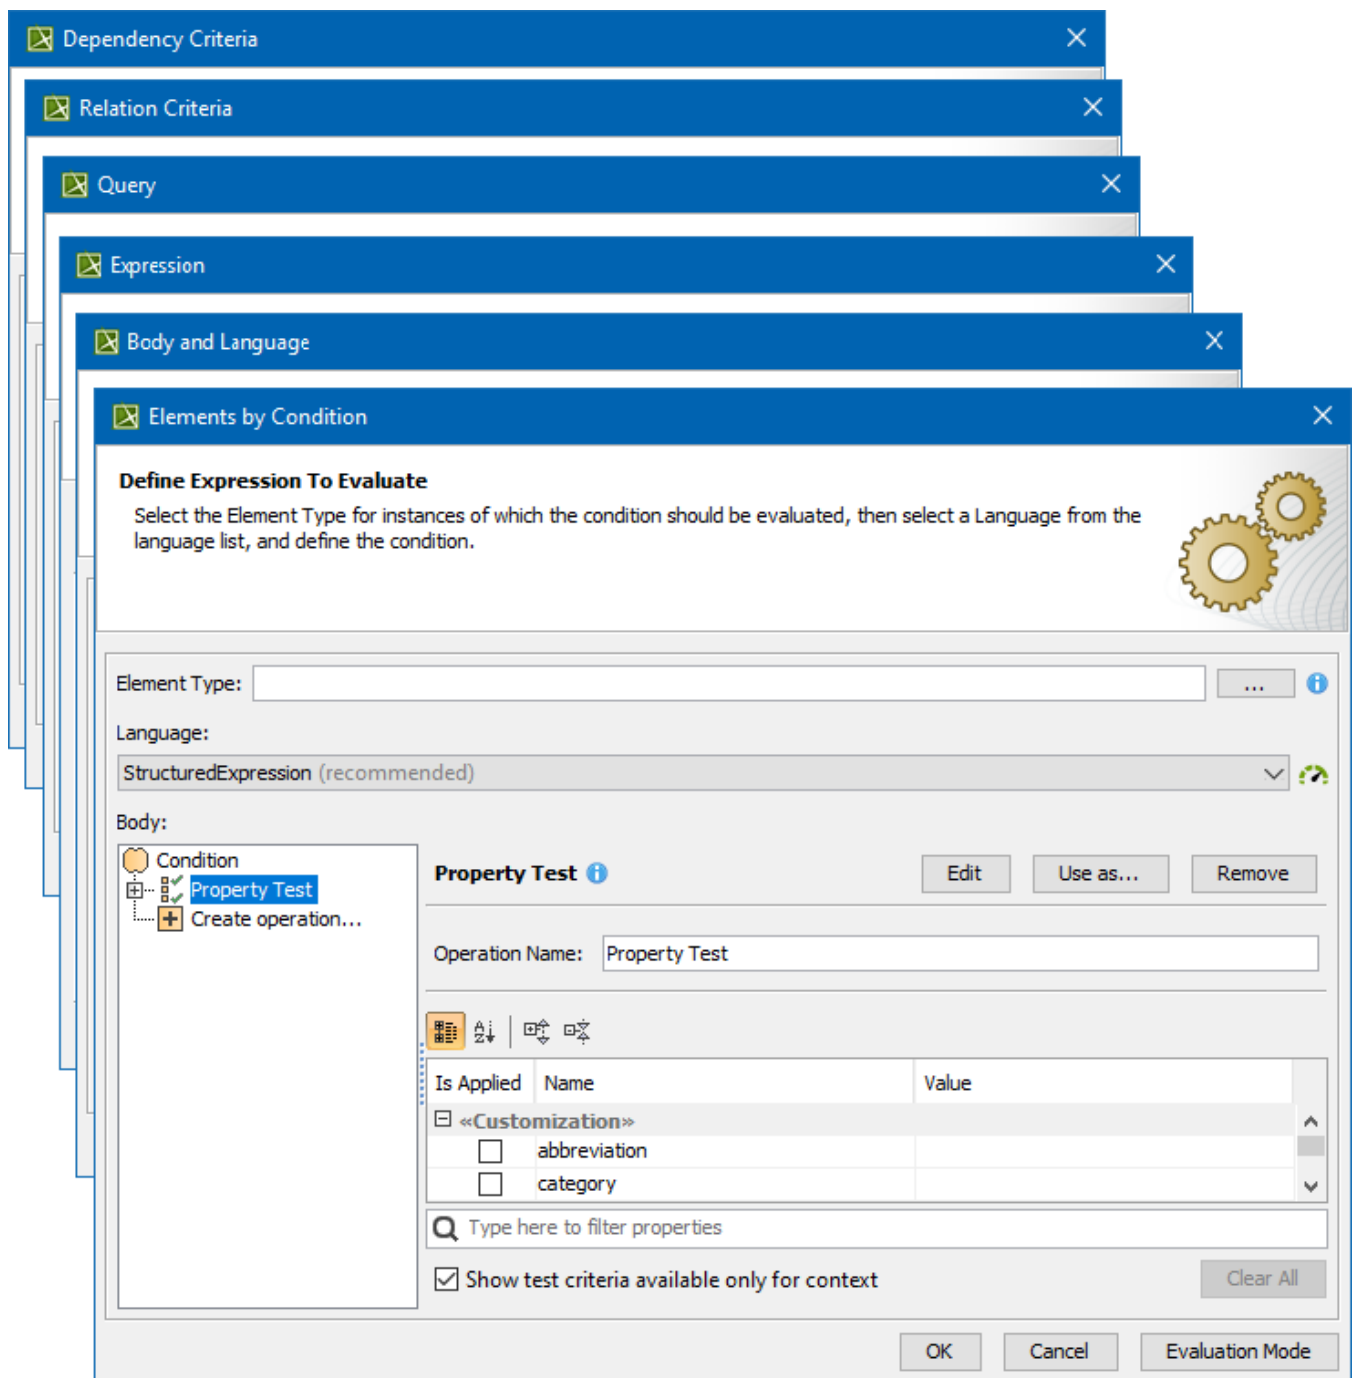 Dependency Criteria
Relation Criteria
Query
Expression
Body and Language
Elements by Condition
Define Expression To Evaluate
Select the Element Type for instances of which the condition should be evaluated, then select a Language from the
language list, and define the condition.
Element Type:
...
Language:
StructuredExpression (recommended)
Body:
Condition
Property Test
Create operation...
Property Test
Edit
Use as...
Remove
Operation Name: Property Test
Is Applied Name Value
«Customization»
abbreviation
category
Type here to filter properties
Show test criteria available only for context
Clear All
OK
Cancel
Evaluation Mode